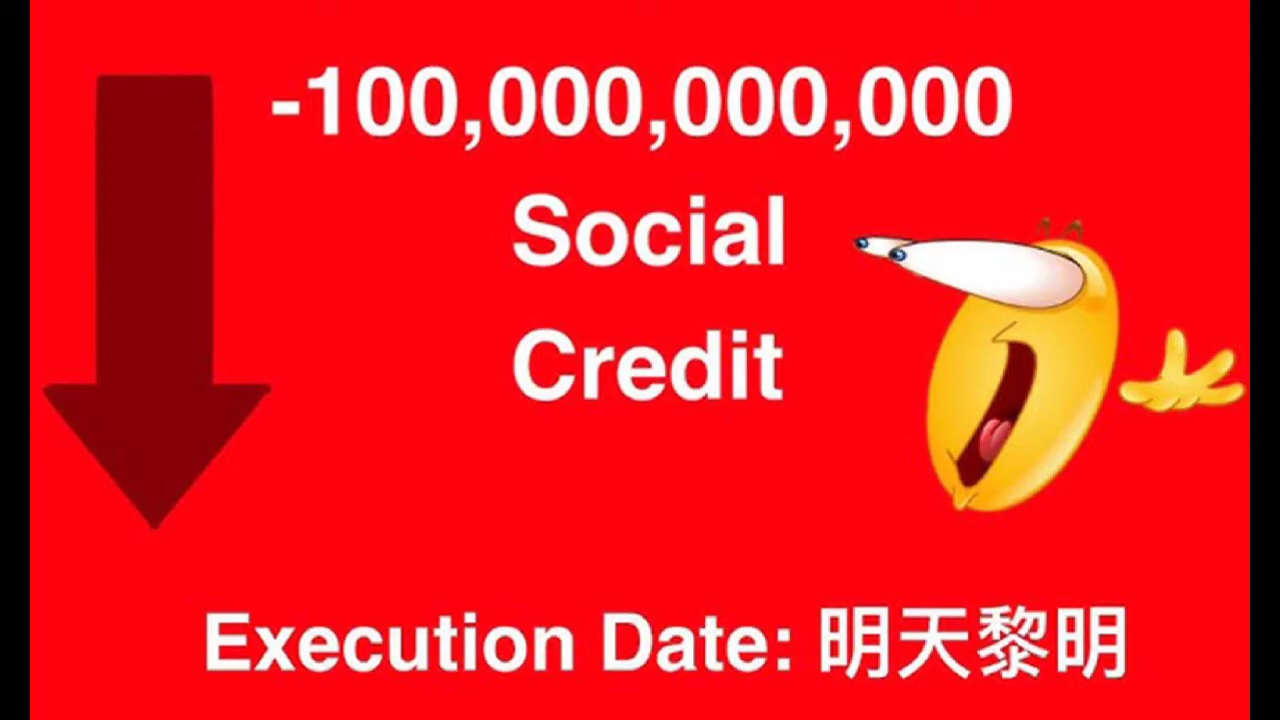 -100,000,000,000
Social
Credit
Execution Date: 明天黎明